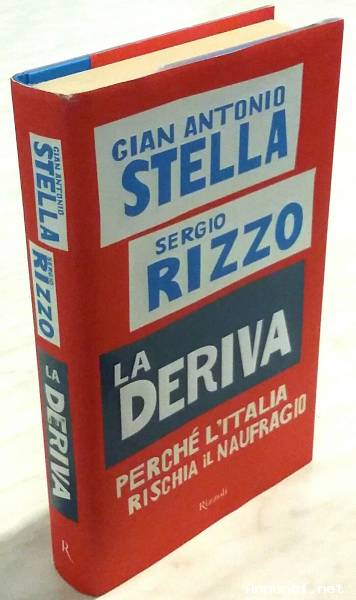 GIAN ANTONIO
STELLA
SERGIO
RIZZO
LA
DERIVA
PERCHÉ L'ITALIA
RISCHIA iL NAUFRAGIO
Rizzoli
GIAN ANTONIO
STELLA
SERGIO
RIZZO
LA
DERIVA
R